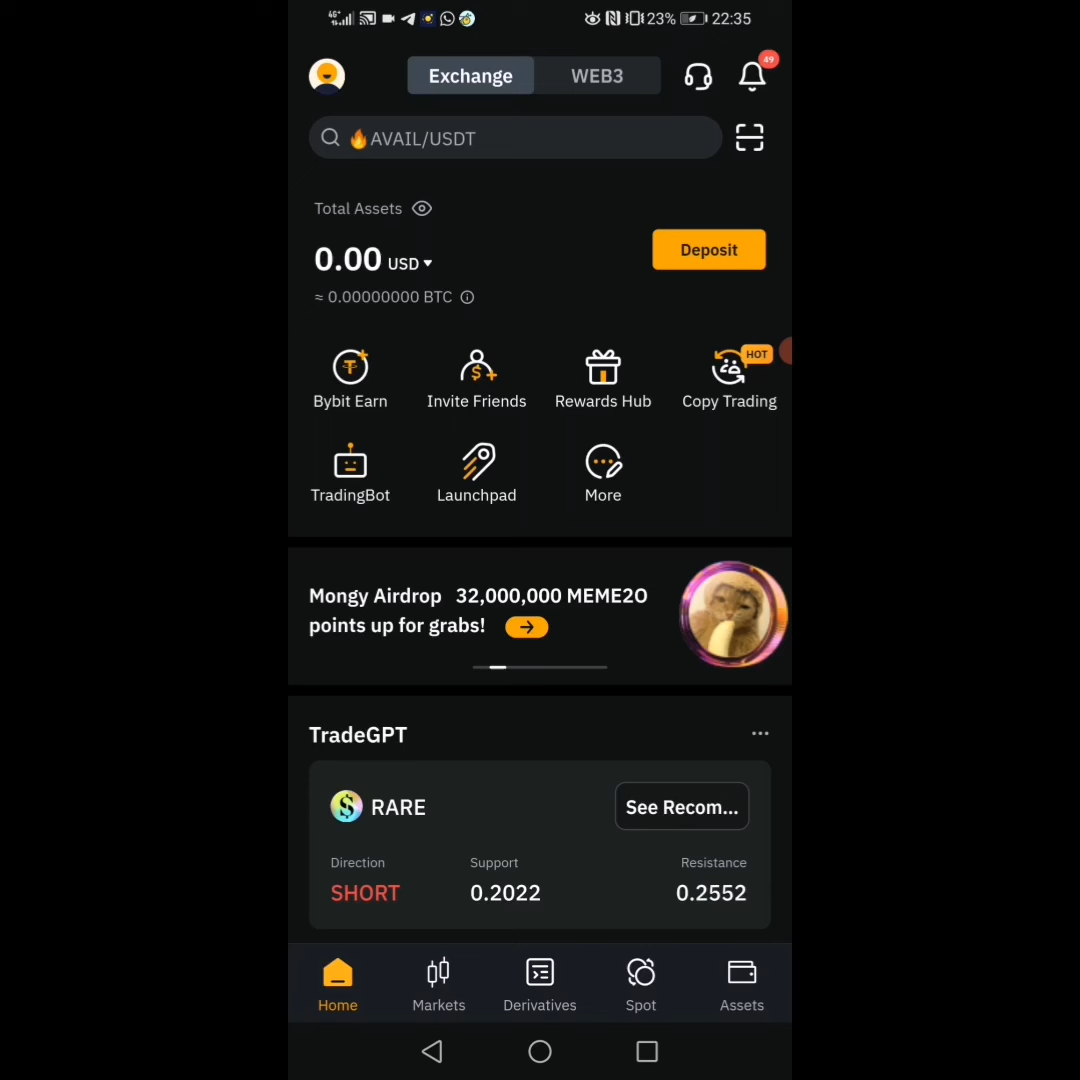 4G 23% 22:35
Exchange WEB3 49
🔥AVAIL/USDT
Total Assets
0.00 USD
Deposit
≈ 0.00000000 BTC
HOT
Bybit Earn Invite Friends Rewards Hub Copy Trading
TradingBot Launchpad More
Mongy Airdrop 32,000,000 MEME2O
points up for grabs!
TradeGPT
RARE See Recom...
Direction Support Resistance
SHORT 0.2022 0.2552
Home Markets Derivatives Spot Assets